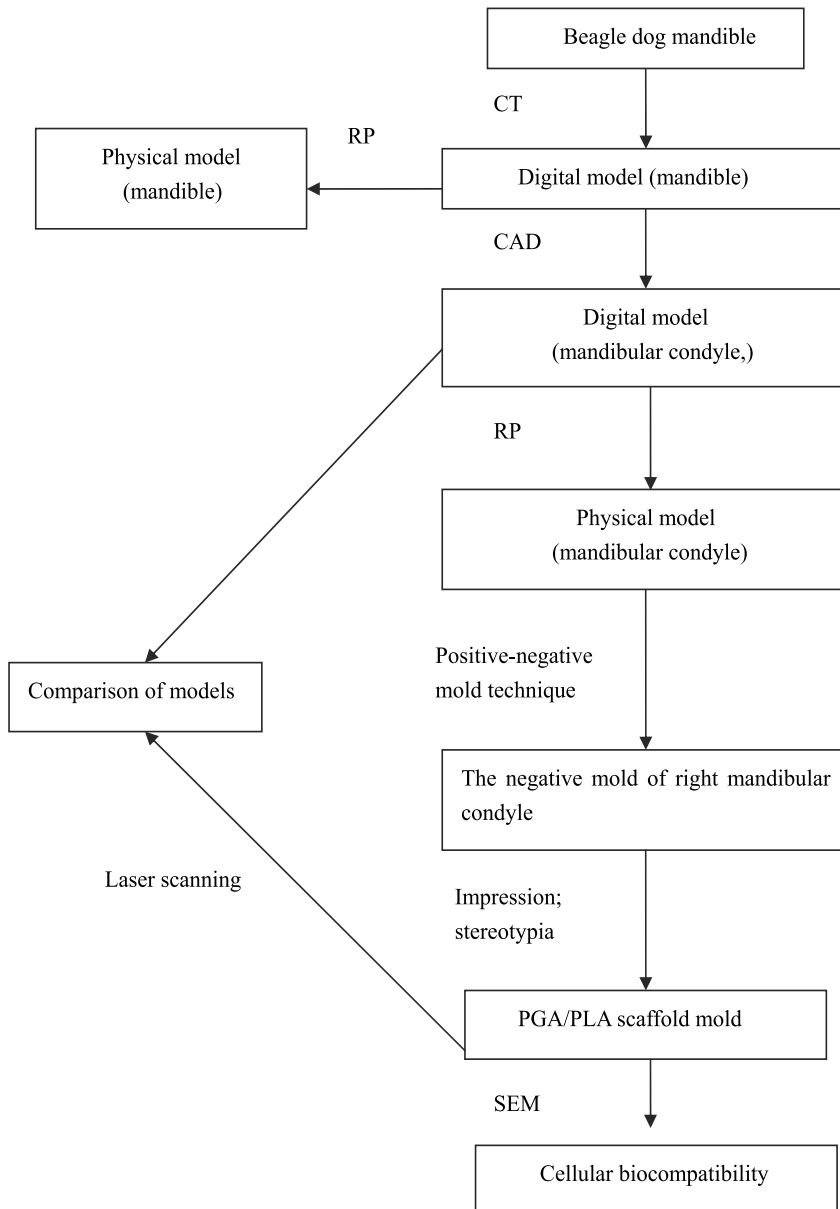 Beagle dog mandible
CT
RP
Physical model
(mandible)
Digital model (mandible)
CAD
Digital model
(mandibular condyle,)
RP
Physical model
(mandibular condyle)
Positive-negative
mold technique
Comparison of models
The negative mold of right mandibular
condyle
Laser scanning
Impression;
stereotypia
PGA/PLA scaffold mold
SEM
Cellular biocompatibility